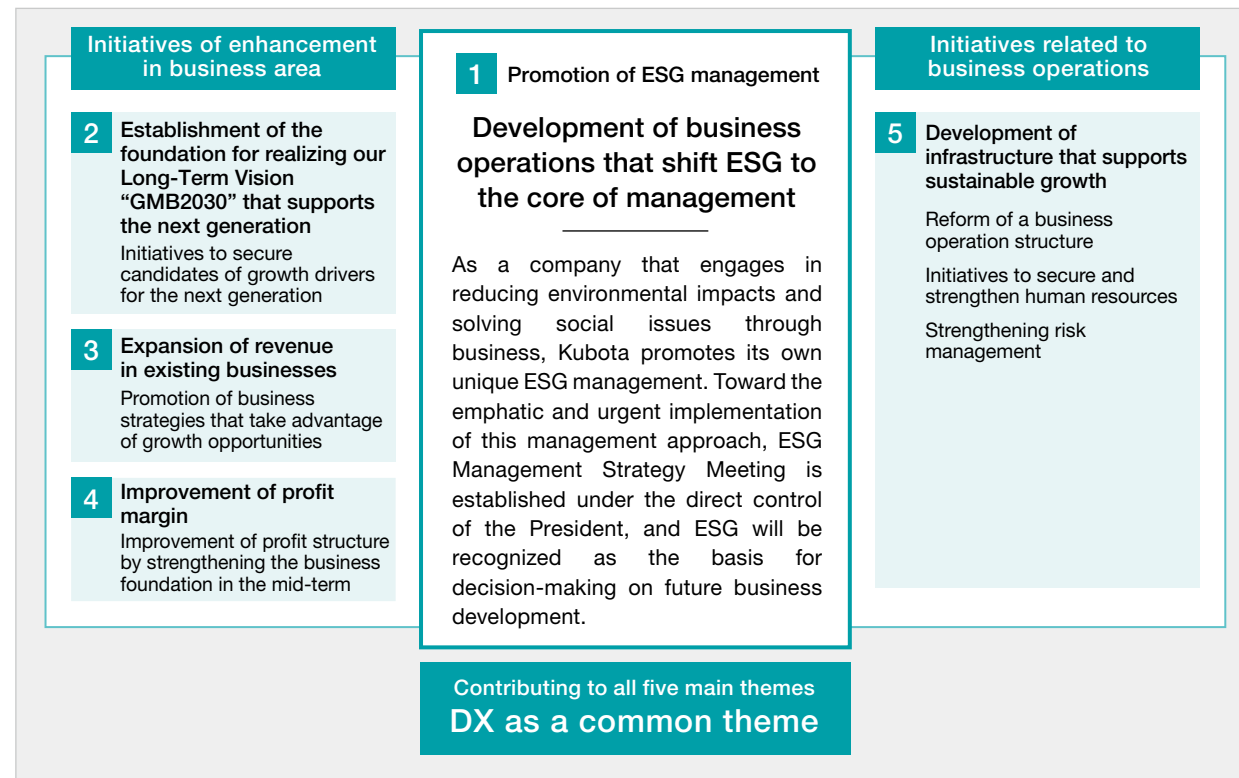 Initiatives of enhancement
in business area
2
Establishment of the
foundation for realizing our
Long-Term Vision
“GMB2030” that supports
the next generation
Initiatives to secure
candidates of growth drivers
for the next generation
3
Expansion of revenue
in existing businesses
Promotion of business
strategies that take advantage
of growth opportunities
4
Improvement of profit
margin
Improvement of profit structure
by strengthening the business
foundation in the mid-term
1 Promotion of ESG management
Development of business
operations that shift ESG to
the core of management
As a company that engages in
reducing environmental impacts and
solving social issues through
business, Kubota promotes its own
unique ESG management. Toward the
emphatic and urgent implementation
of this management approach, ESG
Management Strategy Meeting is
established under the direct control
of the President, and ESG will be
recognized as the basis for
decision-making on future business
development.
Initiatives related to
business operations
5
Development of
infrastructure that supports
sustainable growth
Reform of a business
operation structure
Initiatives to secure and
strengthen human resources
Strengthening risk
management
Contributing to all five main themes
DX as a common theme